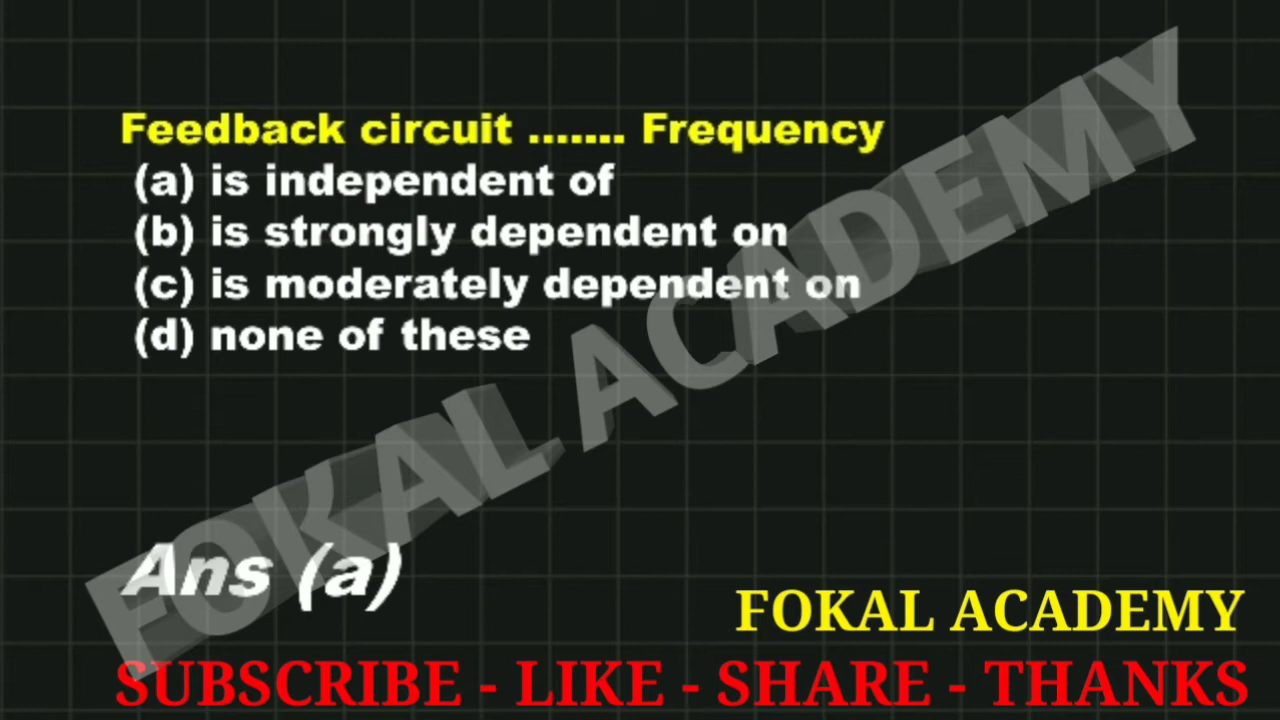 Feedback circuit ....... Frequency
(a) is independent of
(b) is strongly dependent on
(c) is moderately dependent on
(d) none of these
FOKAL ACADEMY
Ans (a)
FOKAL ACADEMY
SUBSCRIBE - LIKE - SHARE - THANKS